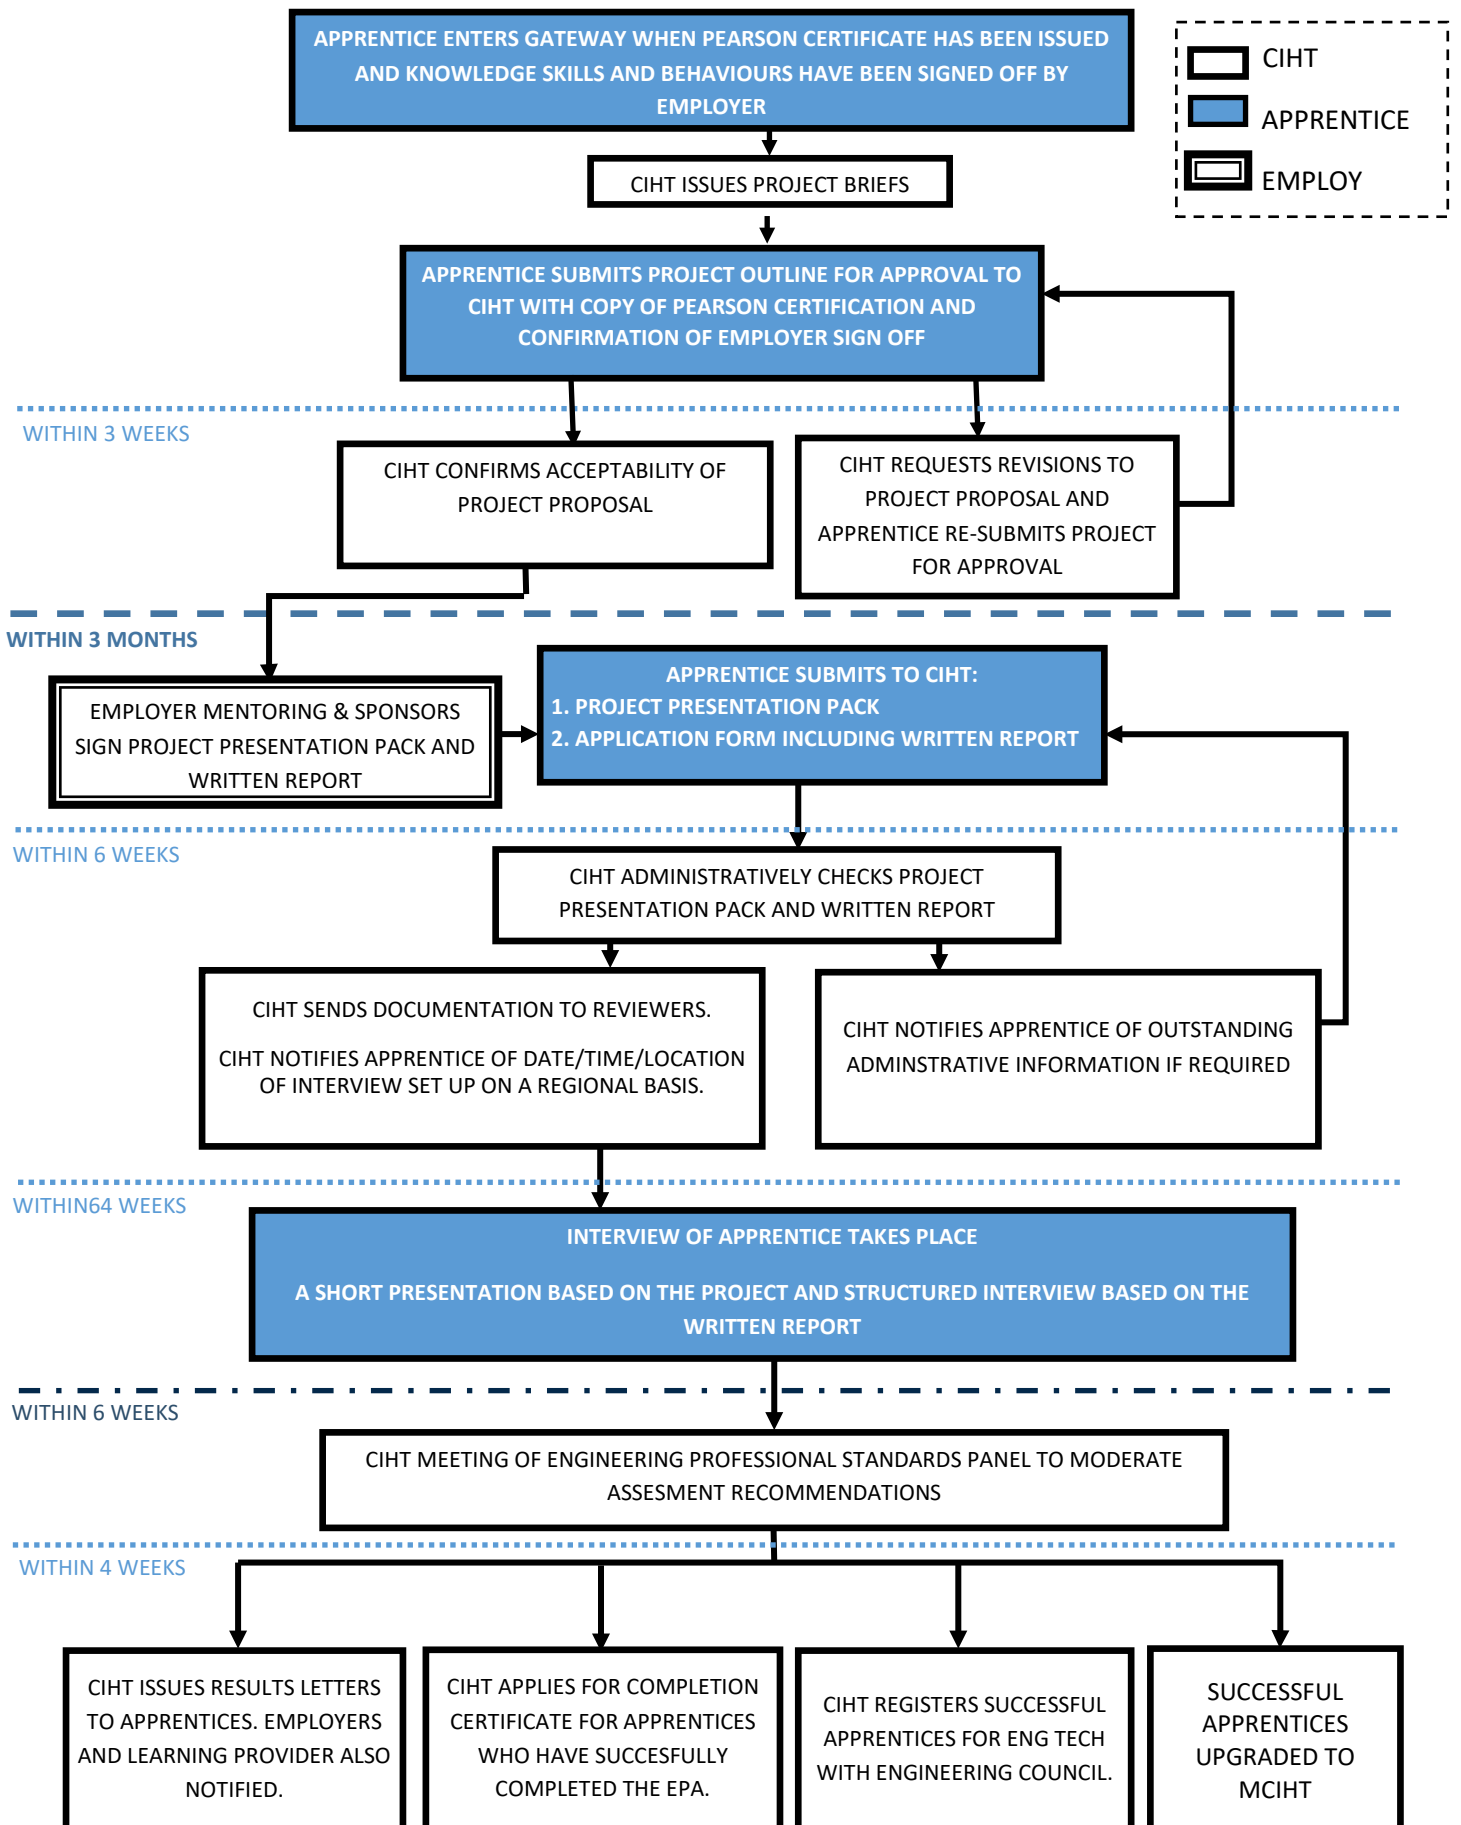 APPRENTICE ENTERS GATEWAY WHEN PEARSON CERTIFICATE HAS BEEN ISSUED
AND KNOWLEDGE SKILLS AND BEHAVIOURS HAVE BEEN SIGNED OFF BY
EMPLOYER
CIHT
APPRENTICE
EMPLOY
CIHT ISSUES PROJECT BRIEFS
APPRENTICE SUBMITS PROJECT OUTLINE FOR APPROVAL TO
CIHT WITH COPY OF PEARSON CERTIFICATION AND
CONFIRMATION OF EMPLOYER SIGN OFF
WITHIN 3 WEEKS
CIHT CONFIRMS ACCEPTABILITY OF
PROJECT PROPOSAL
CIHT REQUESTS REVISIONS TO
PROJECT PROPOSAL AND
APPRENTICE RE-SUBMITS PROJECT
FOR APPROVAL
WITHIN 3 MONTHS
EMPLOYER MENTORING & SPONSORS
SIGN PROJECT PRESENTATION PACK AND
WRITTEN REPORT
APPRENTICE SUBMITS TO CIHT:
1. PROJECT PRESENTATION PACK
2. APPLICATION FORM INCLUDING WRITTEN REPORT
WITHIN 6 WEEKS
CIHT ADMINISTRATIVELY CHECKS PROJECT
PRESENTATION PACK AND WRITTEN REPORT
CIHT SENDS DOCUMENTATION TO REVIEWERS.
CIHT NOTIFIES APPRENTICE OF DATE/TIME/LOCATION
OF INTERVIEW SET UP ON A REGIONAL BASIS.
CIHT NOTIFIES APPRENTICE OF OUTSTANDING
ADMINSTRATIVE INFORMATION IF REQUIRED
WITHIN64 WEEKS
INTERVIEW OF APPRENTICE TAKES PLACE
A SHORT PRESENTATION BASED ON THE PROJECT AND STRUCTURED INTERVIEW BASED ON THE
WRITTEN REPORT
WITHIN 6 WEEKS
CIHT MEETING OF ENGINEERING PROFESSIONAL STANDARDS PANEL TO MODERATE
ASSESMENT RECOMMENDATIONS
WITHIN 4 WEEKS
CIHT ISSUES RESULTS LETTERS
TO APPRENTICES. EMPLOYERS
AND LEARNING PROVIDER ALSO
NOTIFIED.
CIHT APPLIES FOR COMPLETION
CERTIFICATE FOR APPRENTICES
WHO HAVE SUCCESFULLY
COMPLETED THE EPA.
CIHT REGISTERS SUCCESSFUL
APPRENTICES FOR ENG TECH
WITH ENGINEERING COUNCIL.
SUCCESSFUL
APPRENTICES
UPGRADED TO
MCIHT